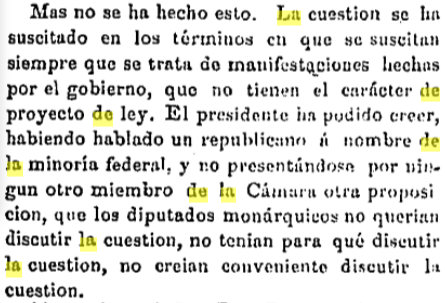 Mas no se ha hecho esto. La cuestion se ha
suscitado en los términos en que se suscitan
siempre que se trata de manifestaciones hechas
por el gobierno, que no tienen el carácter de
proyecto de ley. El presidente ha podido creer,
habiendo hablado un republicano á nombre de
la minoría federal, y no presentándose por nin-
gun otro miembro de la Cámara otra proposi
cion, que los diputados monárquicos no querian
discutir la cuestion, no tenian para qué discutir
la cuestion, no creian conveniente discutir la
cuestion.